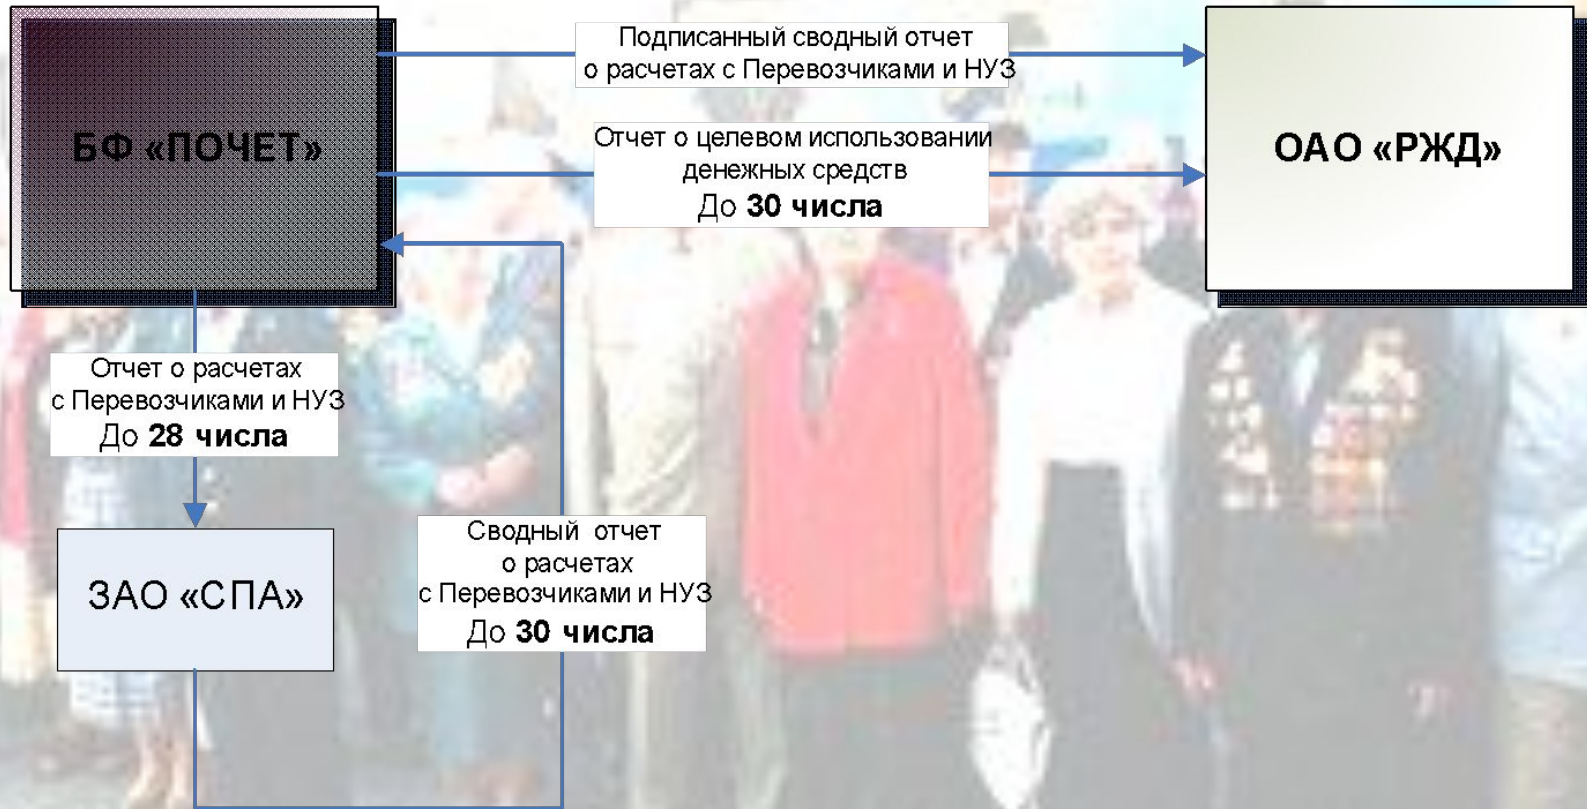 Подписанный сводный отчет
о расчетах с Перевозчиками и НУЗ
БФ «ПОЧЕТ»
Отчет о целевом использовании
денежных средств
До 30 числа
ОАО «РЖД»
Отчет о расчетах
с Перевозчиками и НУЗ
До 28 числа
ЗАО «СПА»
Сводный отчет
о расчетах
с Перевозчиками и НУЗ
До 30 числа